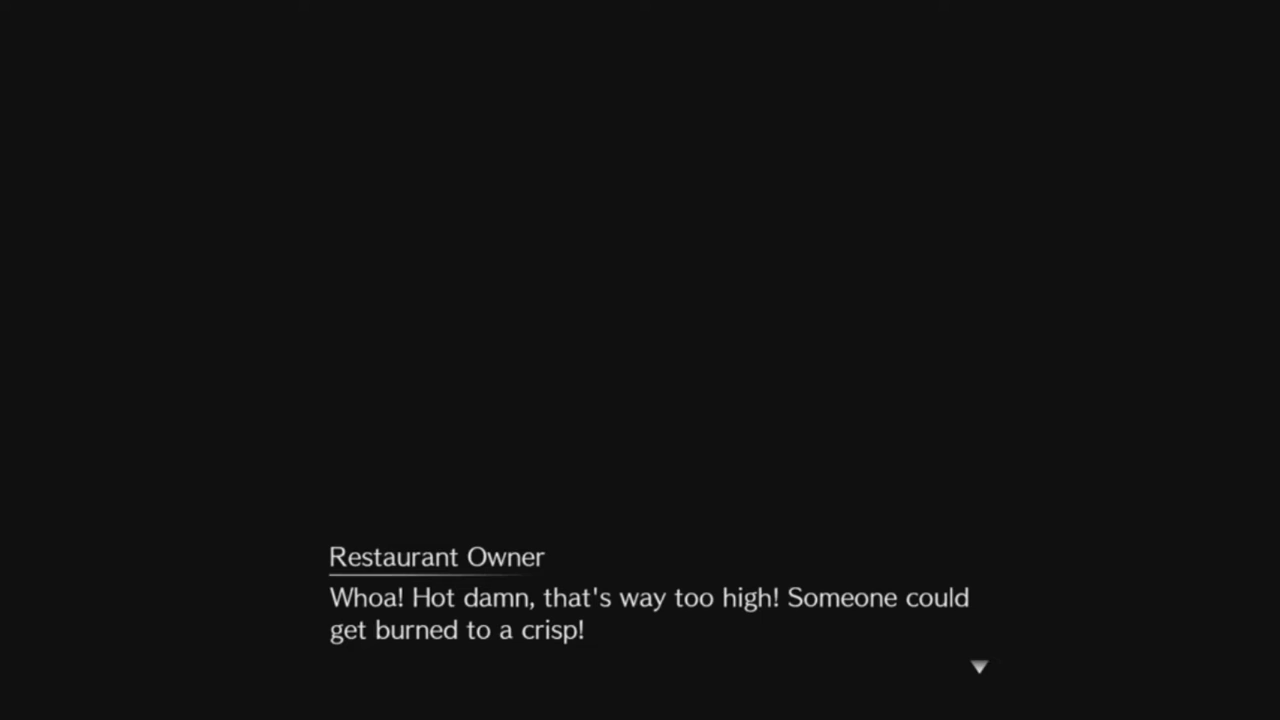 Restaurant Owner
Whoa! Hot damn, that's way too high! Someone could
get burned to a crisp!